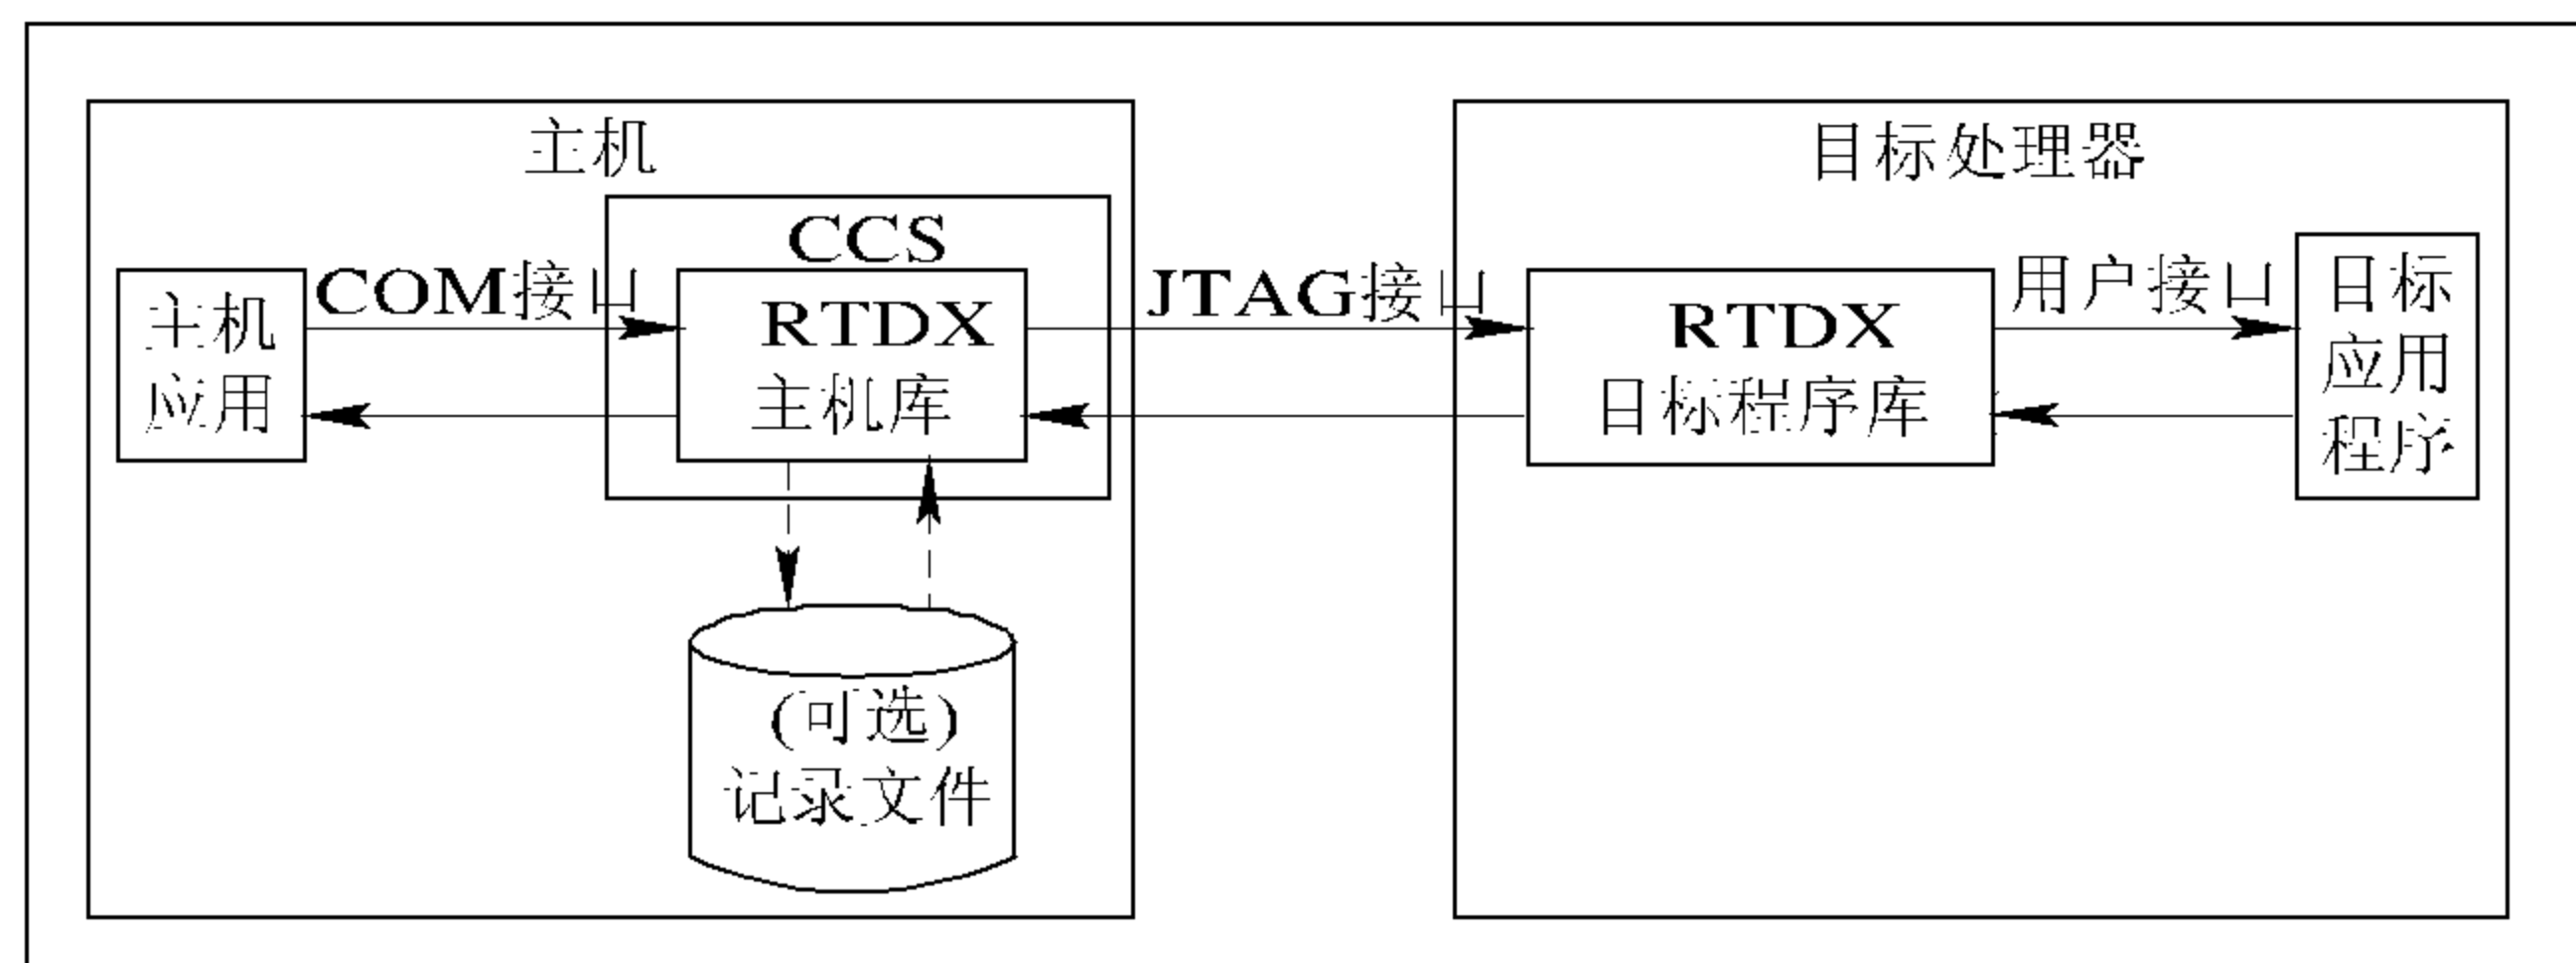 主机
目标处理器
CCS
COM接口
主机
应用
RTDX
主机库
JTAG接口
RTDX
目标程序库
用户接口
目标
应用
程序
(可选)
记录文件